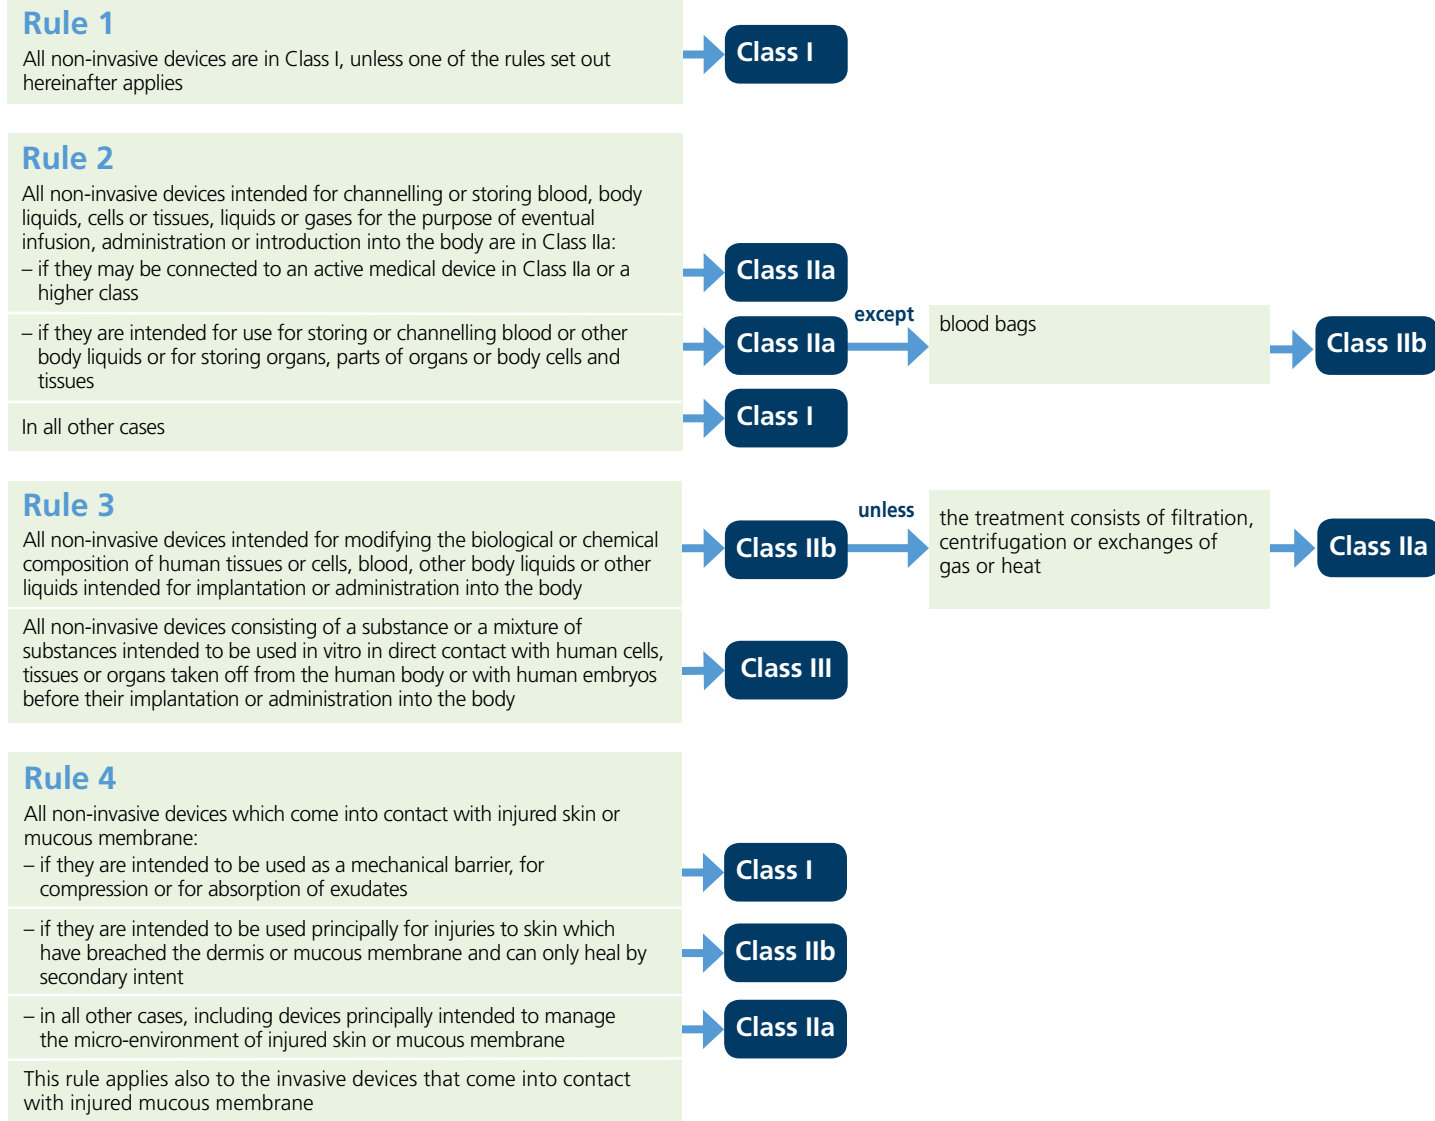 Rule 1
All non-invasive devices are in Class I, unless one of the rules set out
hereinafter applies
Class I
Rule 2
All non-invasive devices intended for channelling or storing blood, body
liquids, cells or tissues, liquids or gases for the purpose of eventual
infusion, administration or introduction into the body are in Class IIa:
– if they may be connected to an active medical device in Class IIa or a
higher class
Class IIa
– if they are intended for use for storing or channelling blood or other
body liquids or for storing organs, parts of organs or body cells and
tissues
Class IIa
except
blood bags
Class IIb
In all other cases
Class I
Rule 3
All non-invasive devices intended for modifying the biological or chemical
composition of human tissues or cells, blood, other body liquids or other
liquids intended for implantation or administration into the body
Class IIb
unless
the treatment consists of filtration,
centrifugation or exchanges of
gas or heat
Class IIa
All non-invasive devices consisting of a substance or a mixture of
substances intended to be used in vitro in direct contact with human cells,
tissues or organs taken off from the human body or with human embryos
before their implantation or administration into the body
Class III
Rule 4
All non-invasive devices which come into contact with injured skin or
mucous membrane:
– if they are intended to be used as a mechanical barrier, for
compression or for absorption of exudates
Class I
– if they are intended to be used principally for injuries to skin which
have breached the dermis or mucous membrane and can only heal by
secondary intent
Class IIb
– in all other cases, including devices principally intended to manage
the micro-environment of injured skin or mucous membrane
Class IIa
This rule applies also to the invasive devices that come into contact
with injured mucous membrane